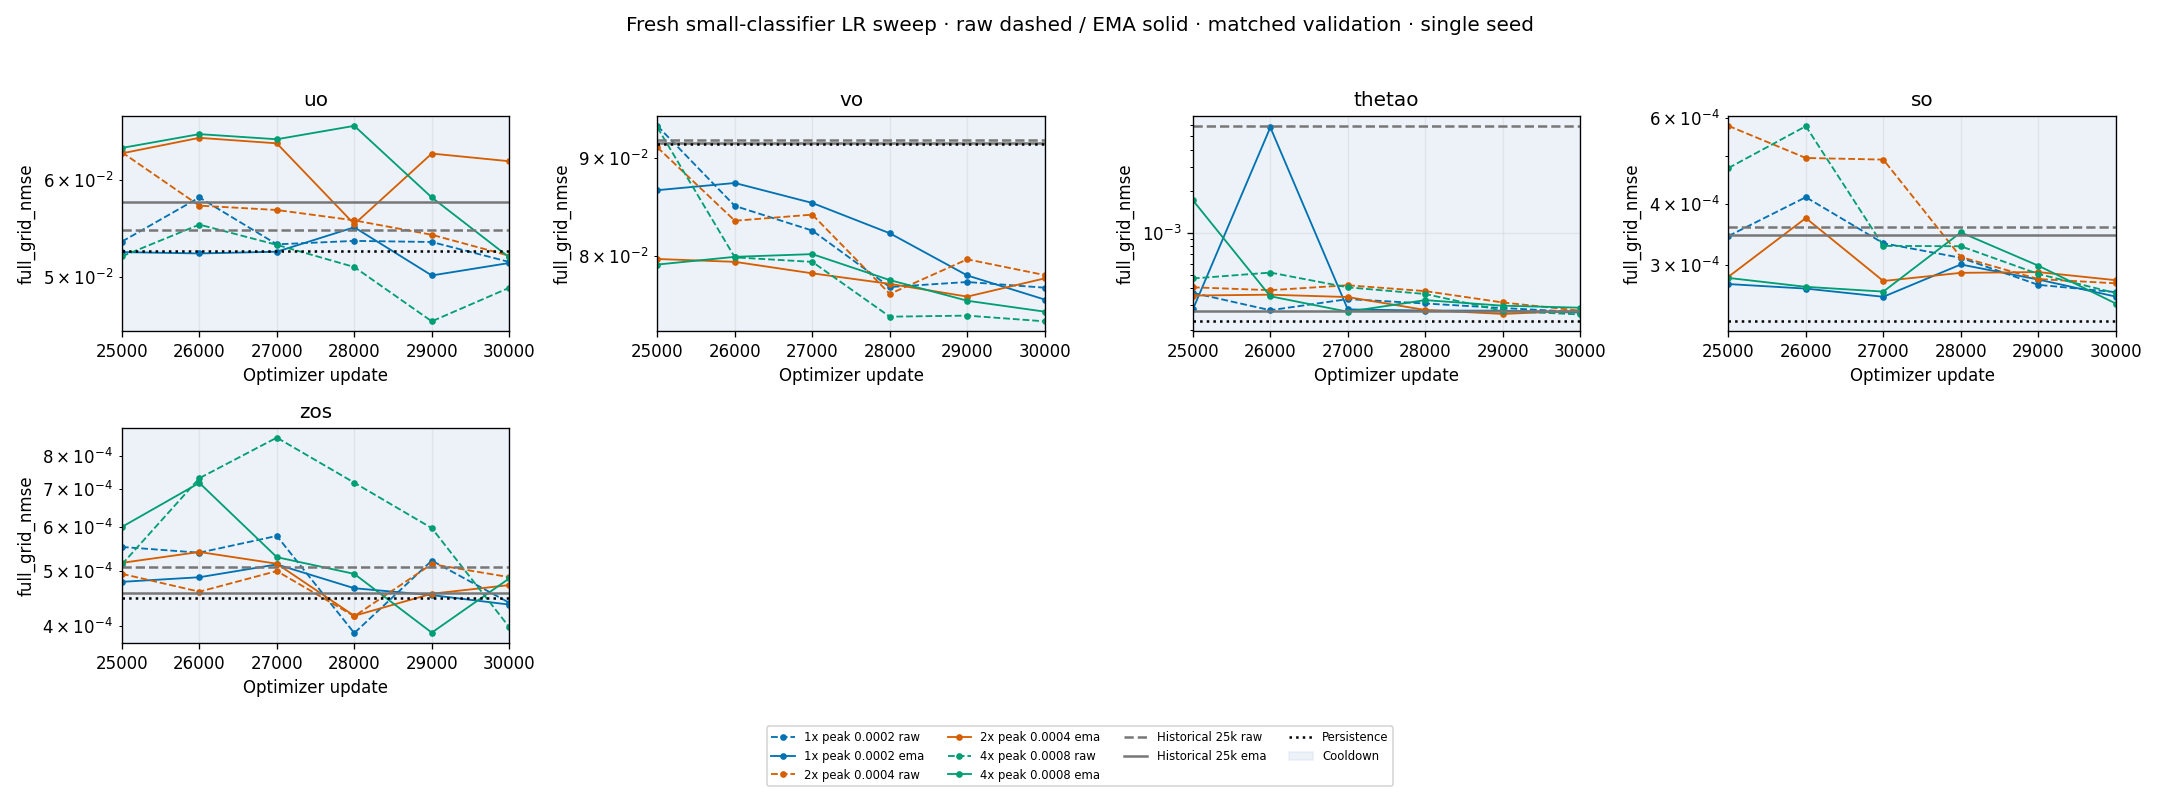 Fresh small-classifier LR sweep · raw dashed / EMA solid · matched validation · single seed
uo
full_grid_nmse
6 × 10⁻²
5 × 10⁻²
25000 26000 27000 28000 29000 30000
Optimizer update
vo
full_grid_nmse
9 × 10⁻²
8 × 10⁻²
25000 26000 27000 28000 29000 30000
Optimizer update
thetao
full_grid_nmse
10⁻³
25000 26000 27000 28000 29000 30000
Optimizer update
so
full_grid_nmse
6 × 10⁻⁴
4 × 10⁻⁴
3 × 10⁻⁴
25000 26000 27000 28000 29000 30000
Optimizer update
zos
full_grid_nmse
8 × 10⁻⁴
7 × 10⁻⁴
6 × 10⁻⁴
5 × 10⁻⁴
4 × 10⁻⁴
25000 26000 27000 28000 29000 30000
Optimizer update
1x peak 0.0002 raw
1x peak 0.0002 ema
2x peak 0.0004 raw
2x peak 0.0004 ema
4x peak 0.0008 raw
4x peak 0.0008 ema
Historical 25k raw
Historical 25k ema
Persistence
Cooldown